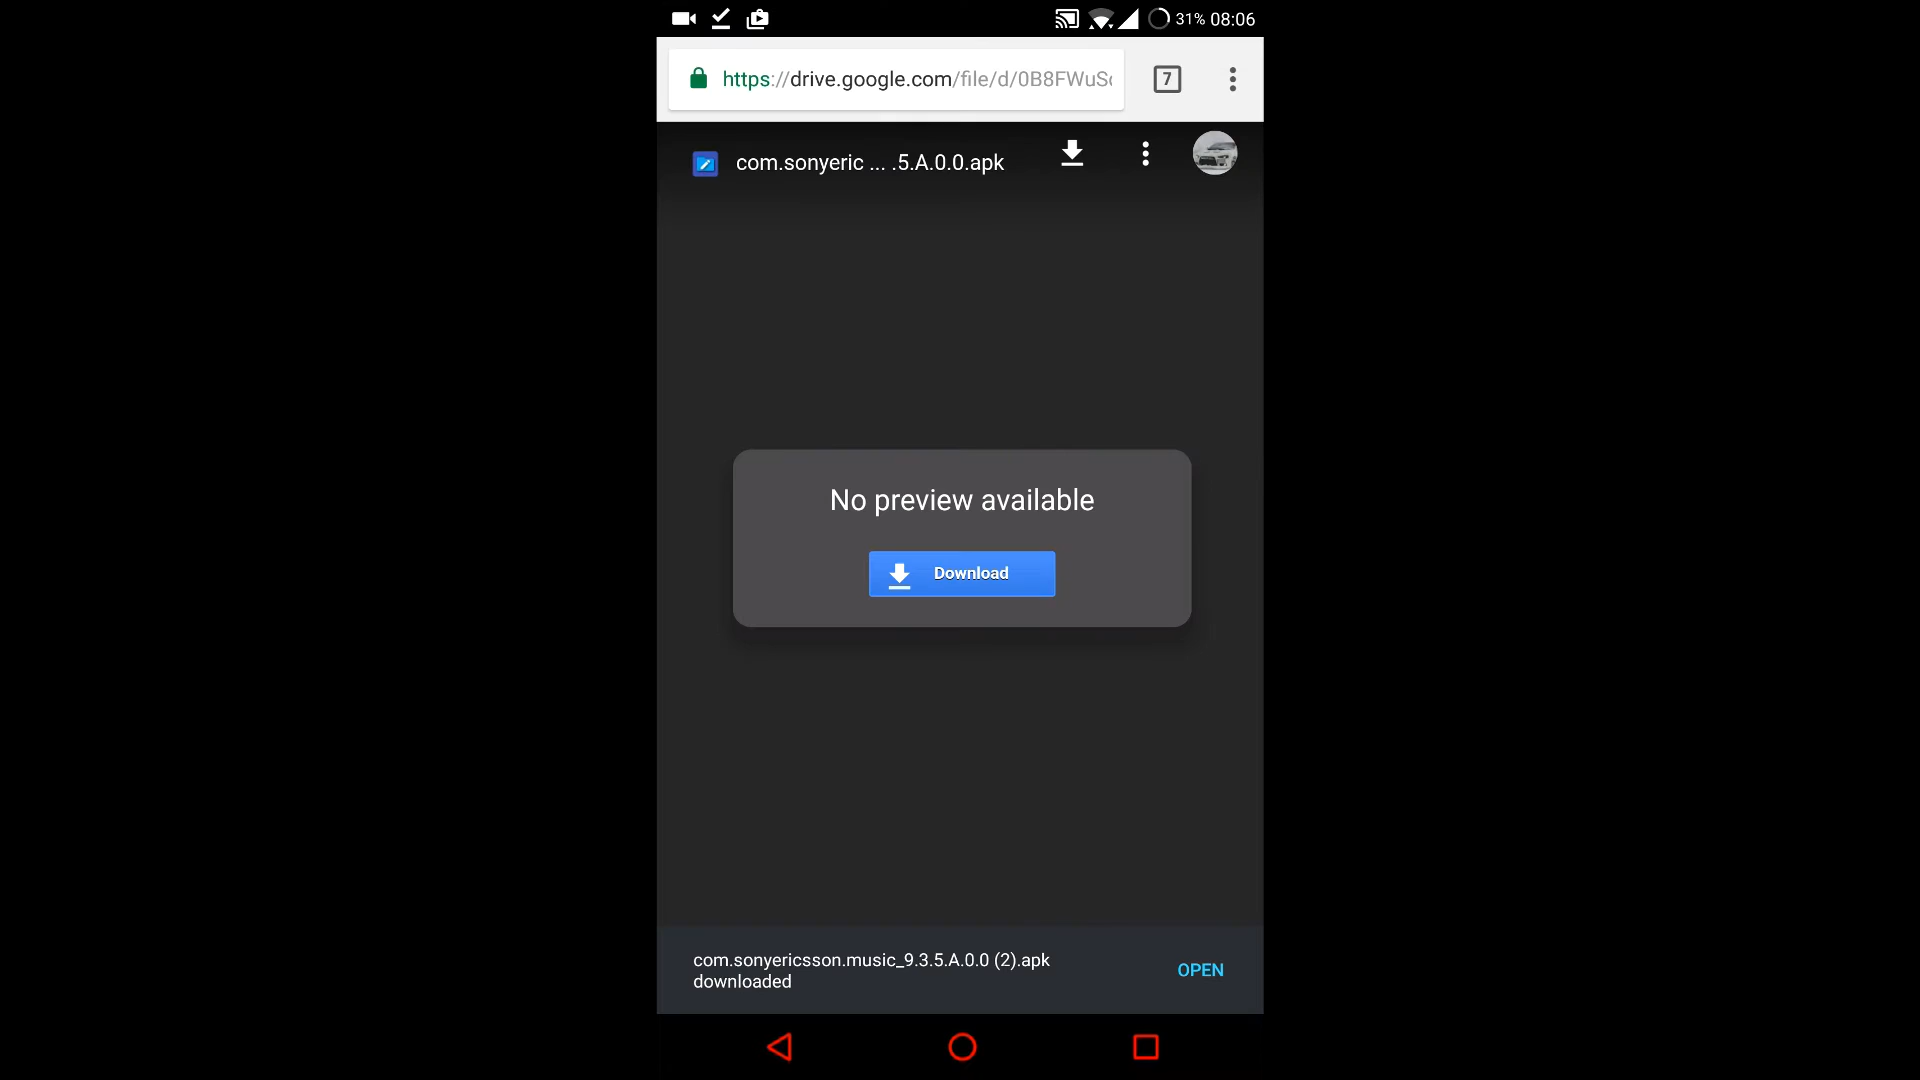 31% 08:06
https://drive.google.com/file/d/0B8FWuS
7
com.sonyeric ... .5.A.0.0.apk
No preview available
Download
com.sonyericsson.music_9.3.5.A.0.0 (2).apk
downloaded
OPEN